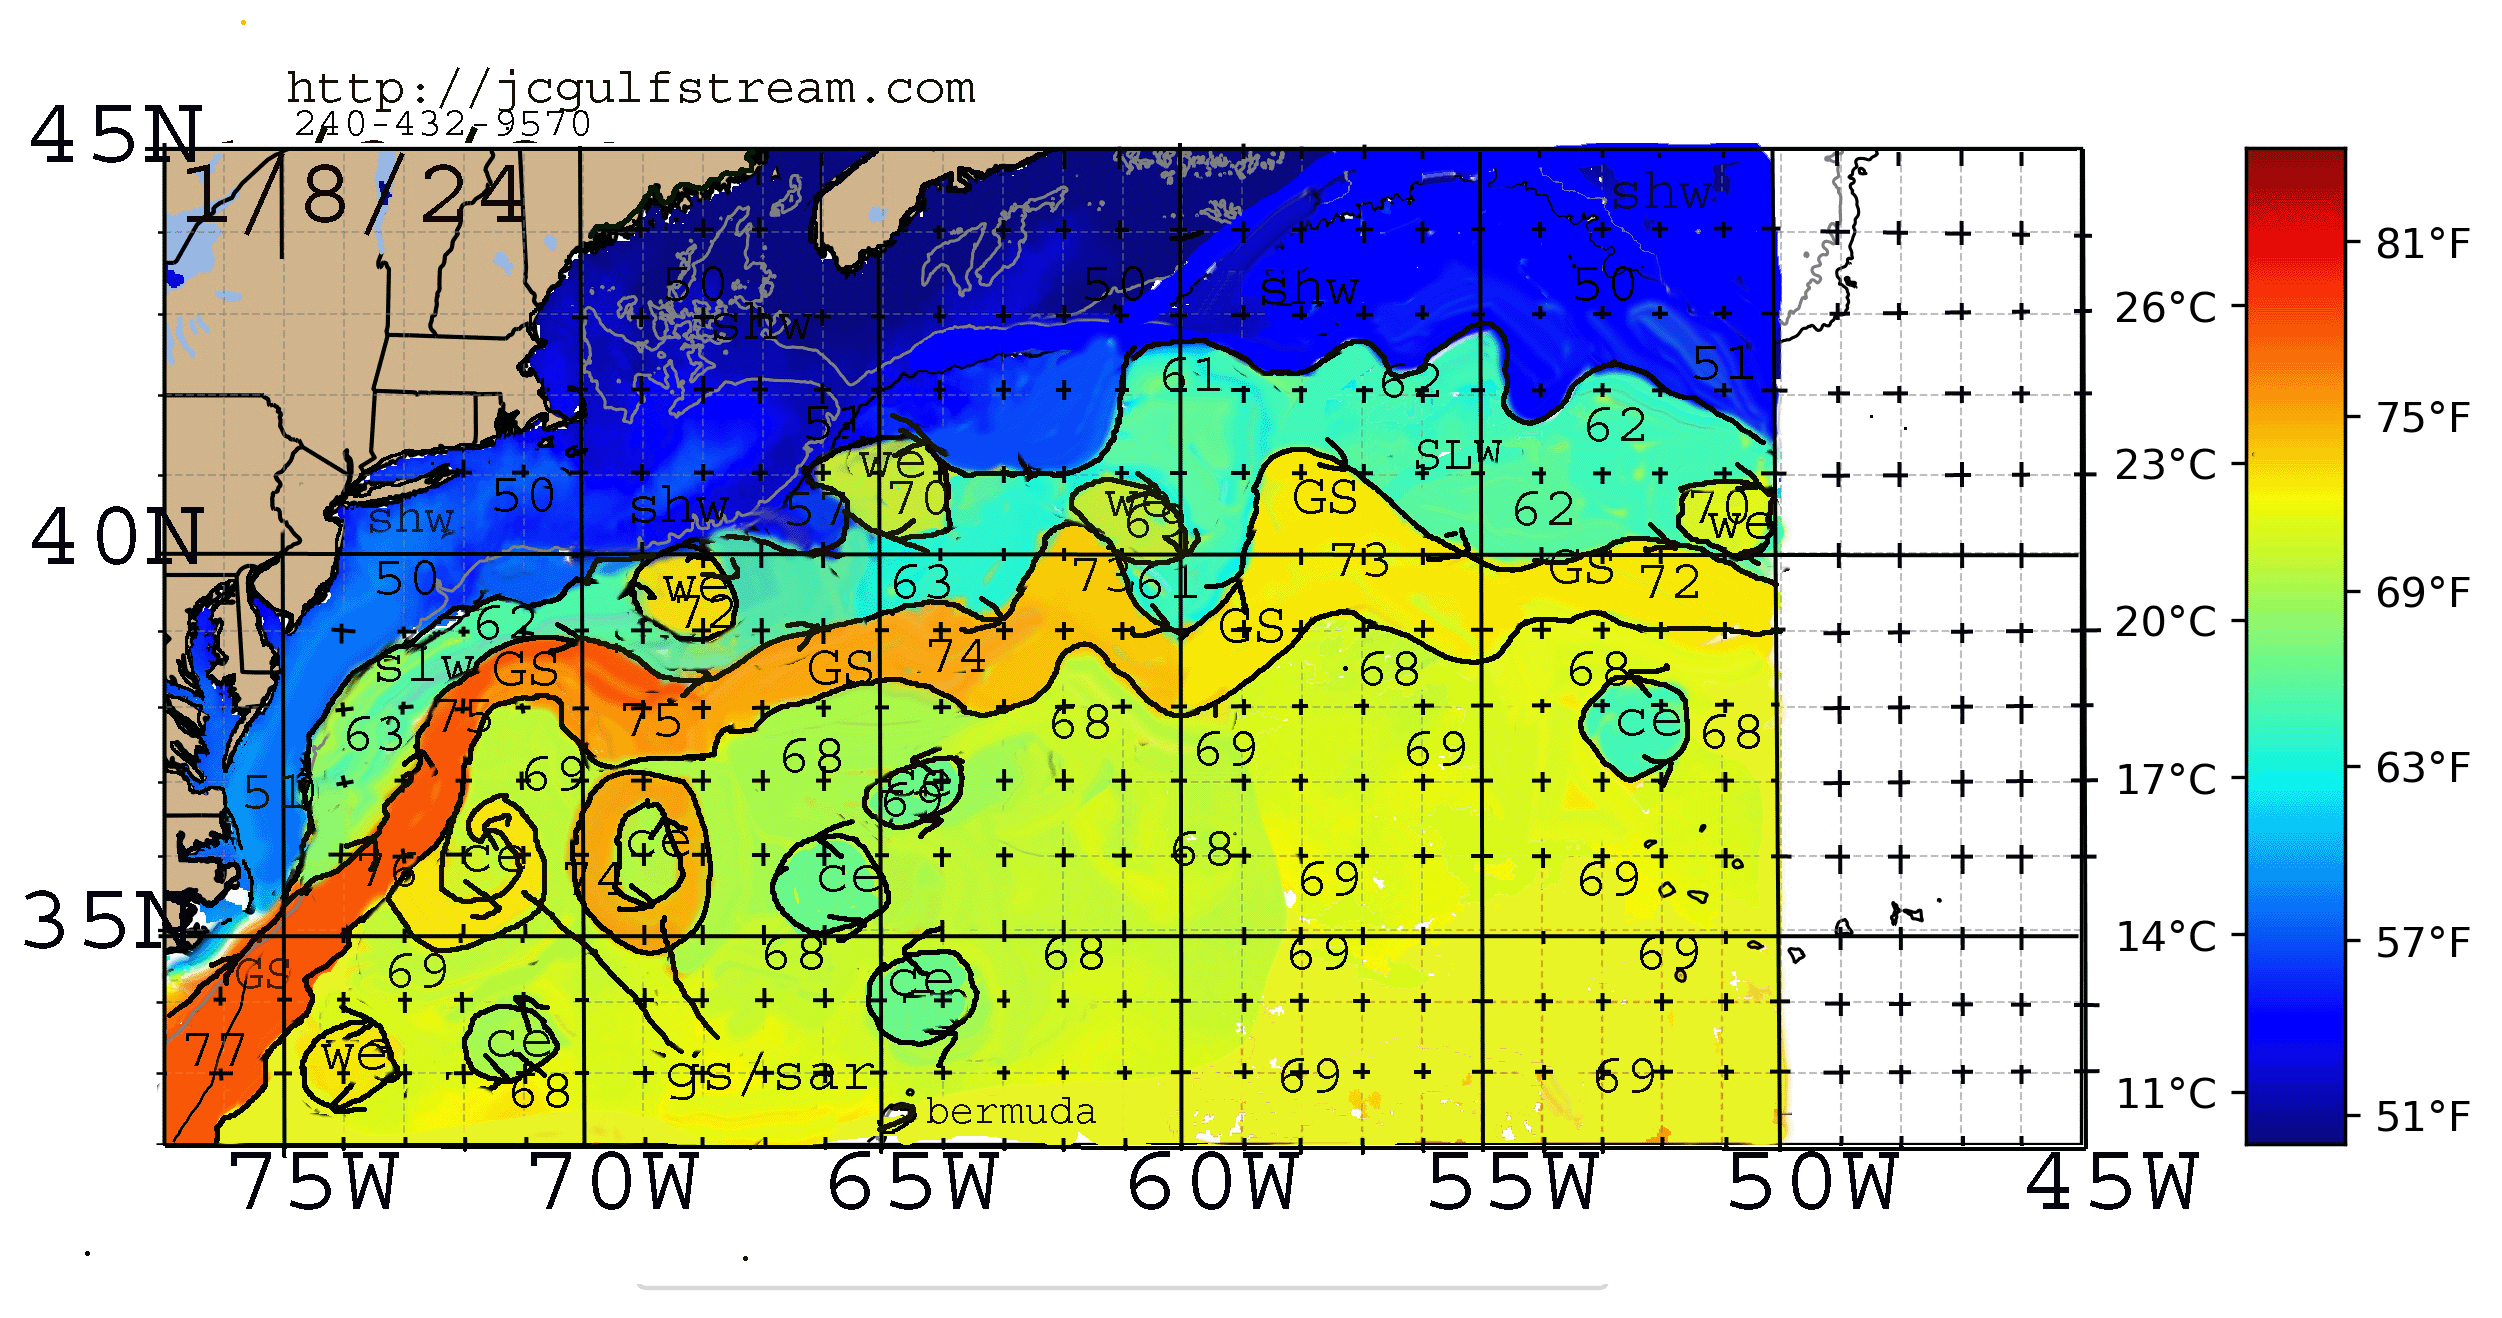 http://jcgulfstream.com
240-432-9570
45N
1/8/24
shw
81°F
50 50 shw 50
26°C
shw
61 62 51
75°F
51 we 62 SLW
23°C
70 we GS 70
50 shw 57 62 we
shw
40N
50 we 63 61 73 73 GS 72
69°F
72
62 GS
20°C
slw GS GS 74 68 68
75 75 68 ce 68
63 69 69
69 68 ce
63°F
17°C
51
76 ce ce 74 ce 68 69 69
35N
14°C
57°F
GS 69 68 ce 68 69 69
77 we ce
gs/sar 69 69
68
11°C
51°F
bermuda
75W 70W 65W 60W 55W 50W 45W